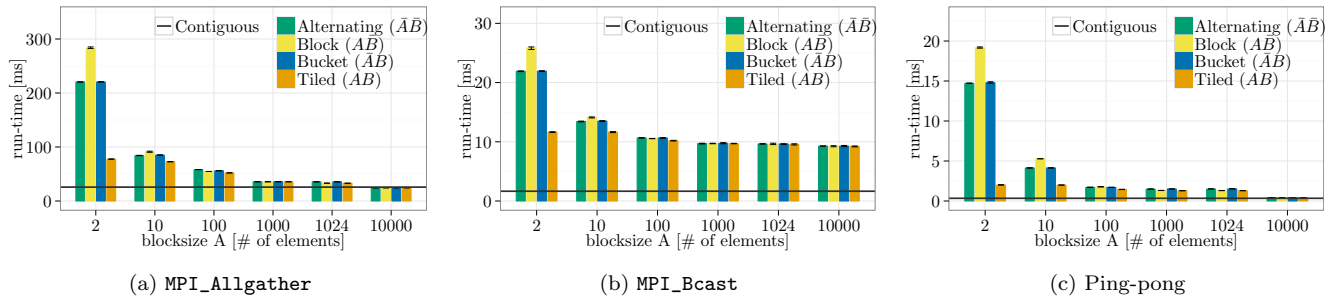 run-time [ms]
300
200
100
0
Contiguous
Alternating (ĀB̄)
Block (AB̄)
Bucket (ĀB)
Tiled (AB)
2
10
100
1000
1024
10000
blocksize A [# of elements]
(a) MPI_Allgather
run-time [ms]
30
20
10
0
Contiguous
Alternating (ĀB̄)
Block (AB̄)
Bucket (ĀB)
Tiled (AB)
2
10
100
1000
1024
10000
blocksize A [# of elements]
(b) MPI_Bcast
run-time [ms]
20
15
10
5
0
Contiguous
Alternating (ĀB̄)
Block (AB̄)
Bucket (ĀB)
Tiled (AB)
2
10
100
1000
1024
10000
blocksize A [# of elements]
(c) Ping-pong